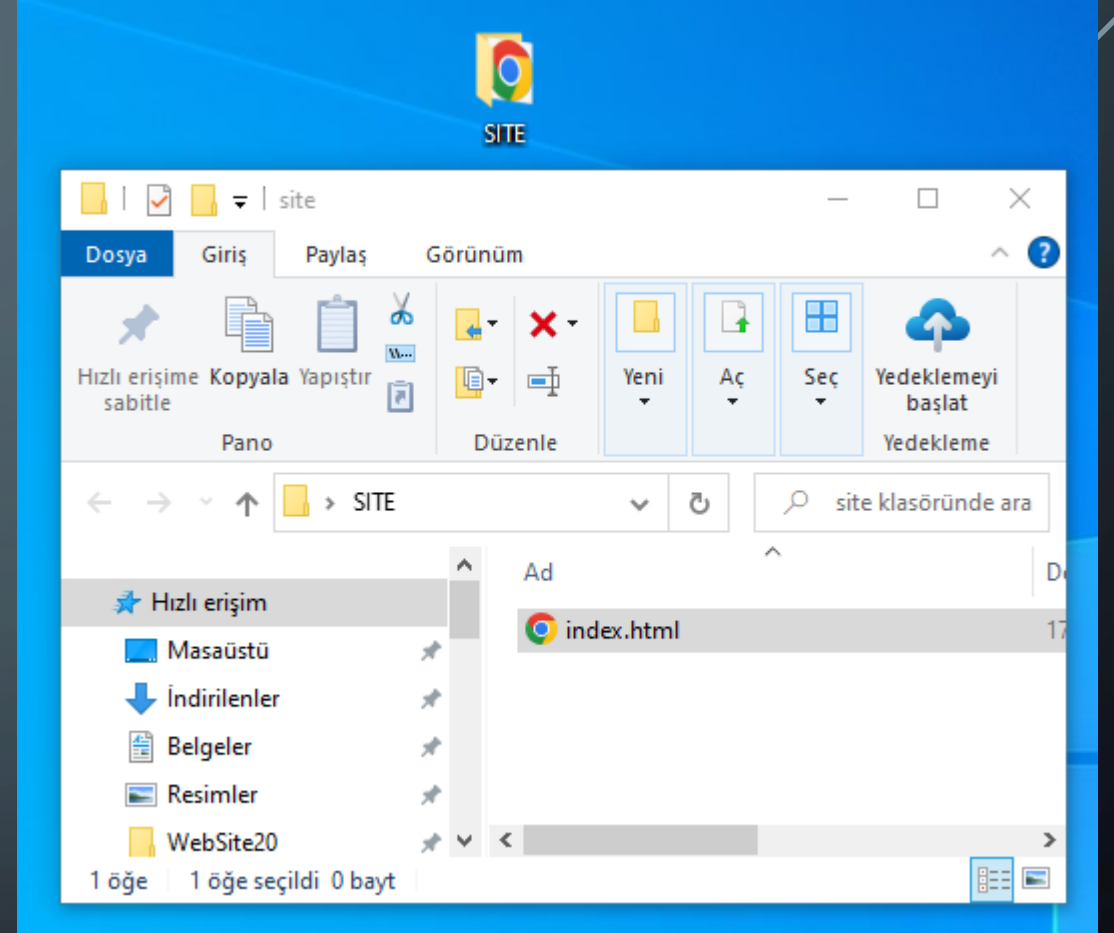 SITE
site
Dosya Giriş Paylaş Görünüm
Hızlı erişime sabitle
Kopyala
Yapıştır
Yeni
Aç
Seç
Yedeklemeyi başlat
Pano
Düzenle
Yedekleme
SITE
site klasöründe ara
Ad
Hızlı erişim
index.html
17
Masaüstü
İndirilenler
Belgeler
Resimler
WebSite20
1 öğe 1 öğe seçildi 0 bayt